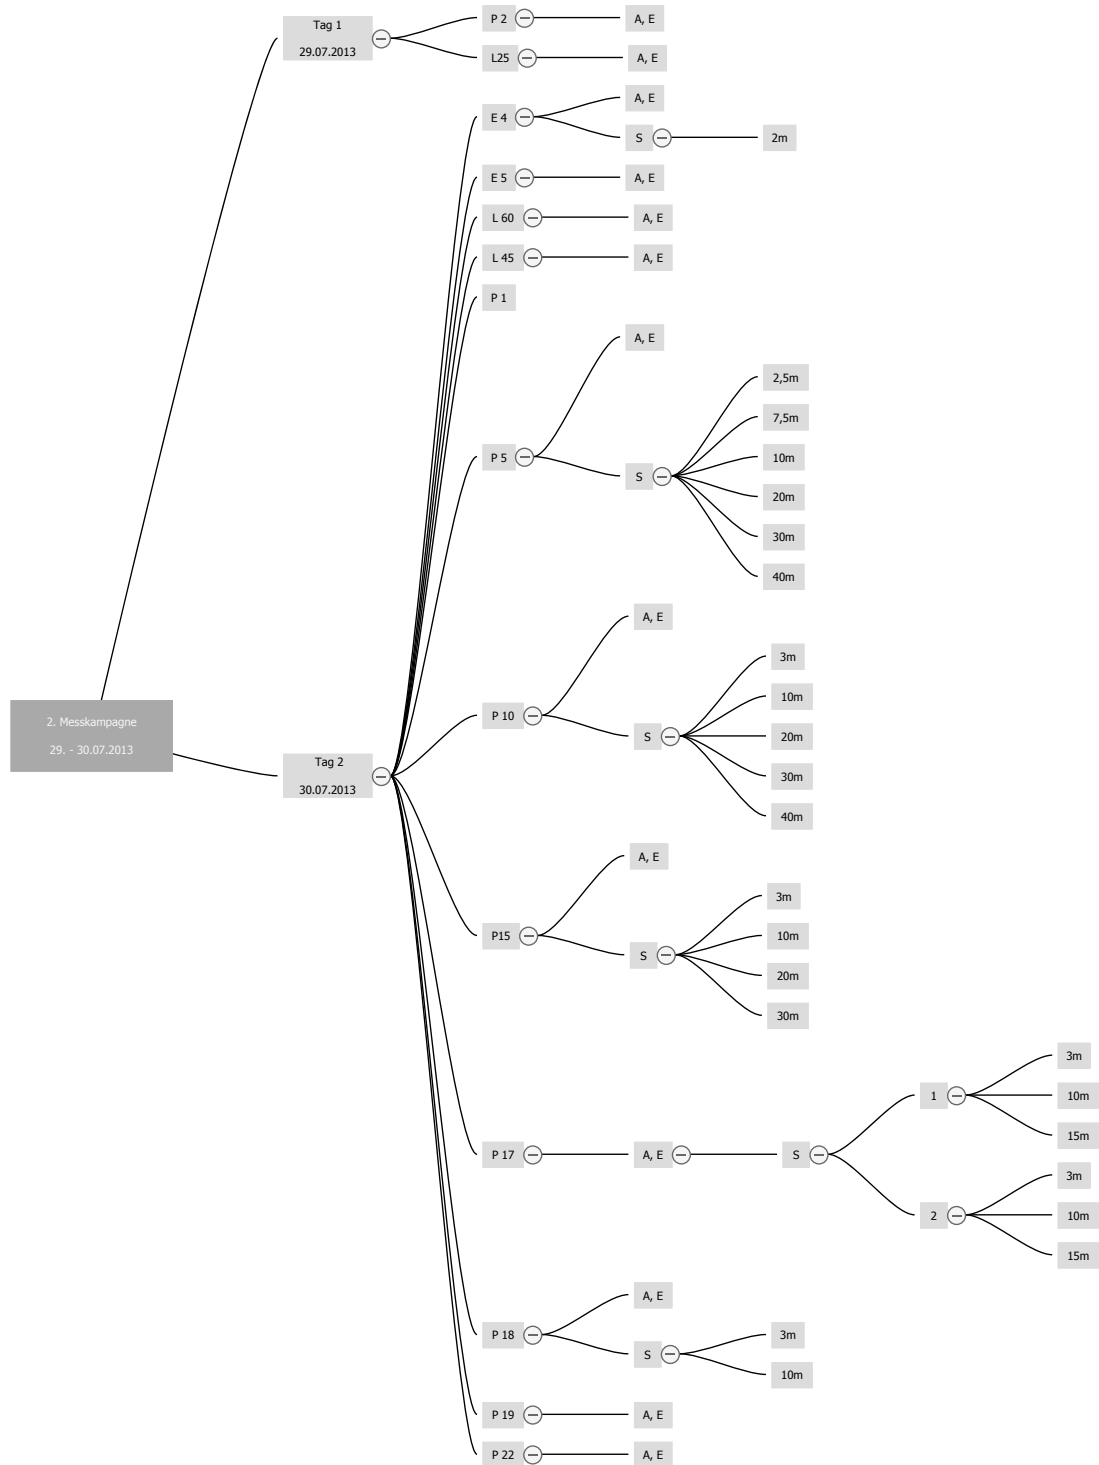 Tag 1
29.07.2013
P 2
A, E
L25
A, E
E 4
A, E
S
2m
E 5
A, E
L 60
A, E
L 45
A, E
P 1
P 5
A, E
S
2,5m
7,5m
10m
20m
30m
40m
2. Messkampagne
29. - 30.07.2013
Tag 2
30.07.2013
P 10
A, E
S
3m
10m
20m
30m
40m
P15
A, E
S
3m
10m
20m
30m
P 17
A, E
S
1
3m
10m
15m
2
3m
10m
15m
P 18
A, E
S
3m
10m
P 19
A, E
P 22
A, E